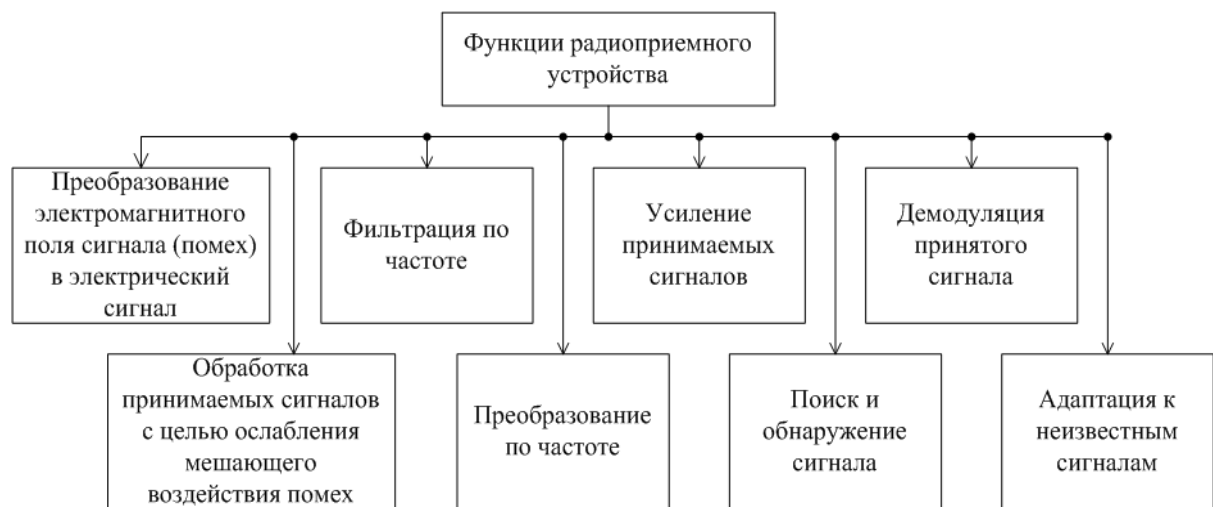 Функции радиоприемного
устройства
Преобразование
электромагнитного
поля сигнала (помех)
в электрический
сигнал
Фильтрация по
частоте
Усиление
принимаемых
сигналов
Демодуляция
принятого
сигнала
Обработка
принимаемых сигналов
с целью ослабления
мешающего
воздействия помех
Преобразование
по частоте
Поиск и
обнаружение
сигнала
Адаптация к
неизвестным
сигналам